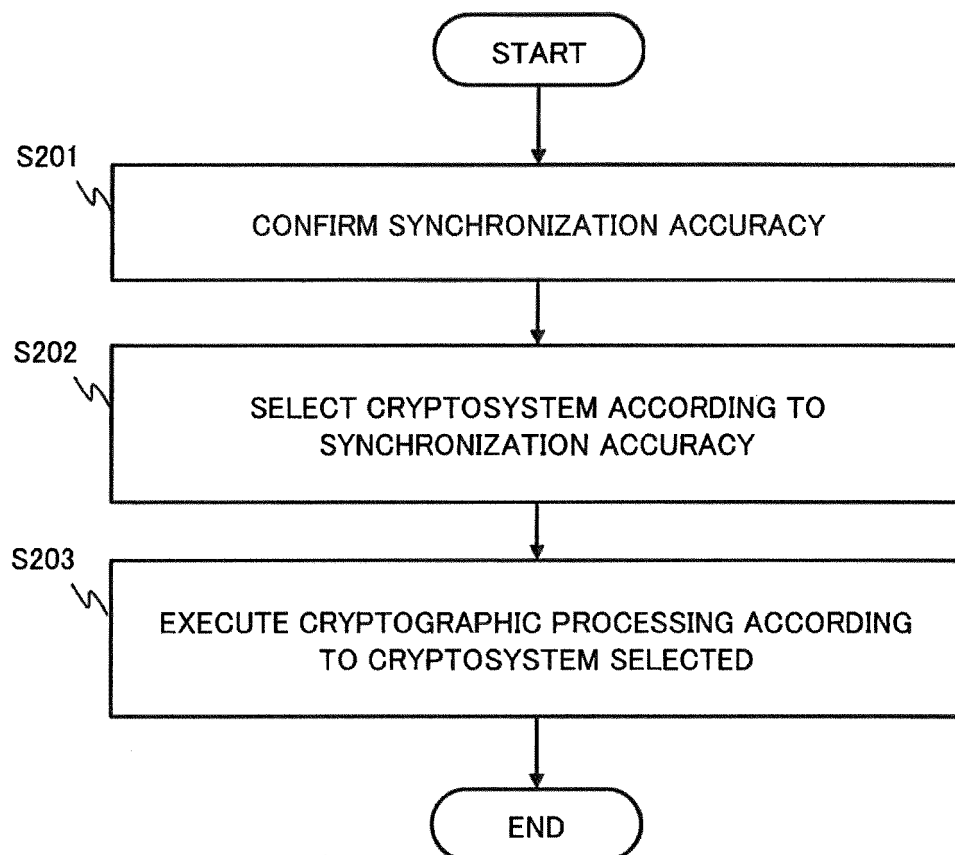 START
S201
CONFIRM SYNCHRONIZATION ACCURACY
S202
SELECT CRYPTOSYSTEM ACCORDING TO
SYNCHRONIZATION ACCURACY
S203
EXECUTE CRYPTOGRAPHIC PROCESSING ACCORDING
TO CRYPTOSYSTEM SELECTED
END